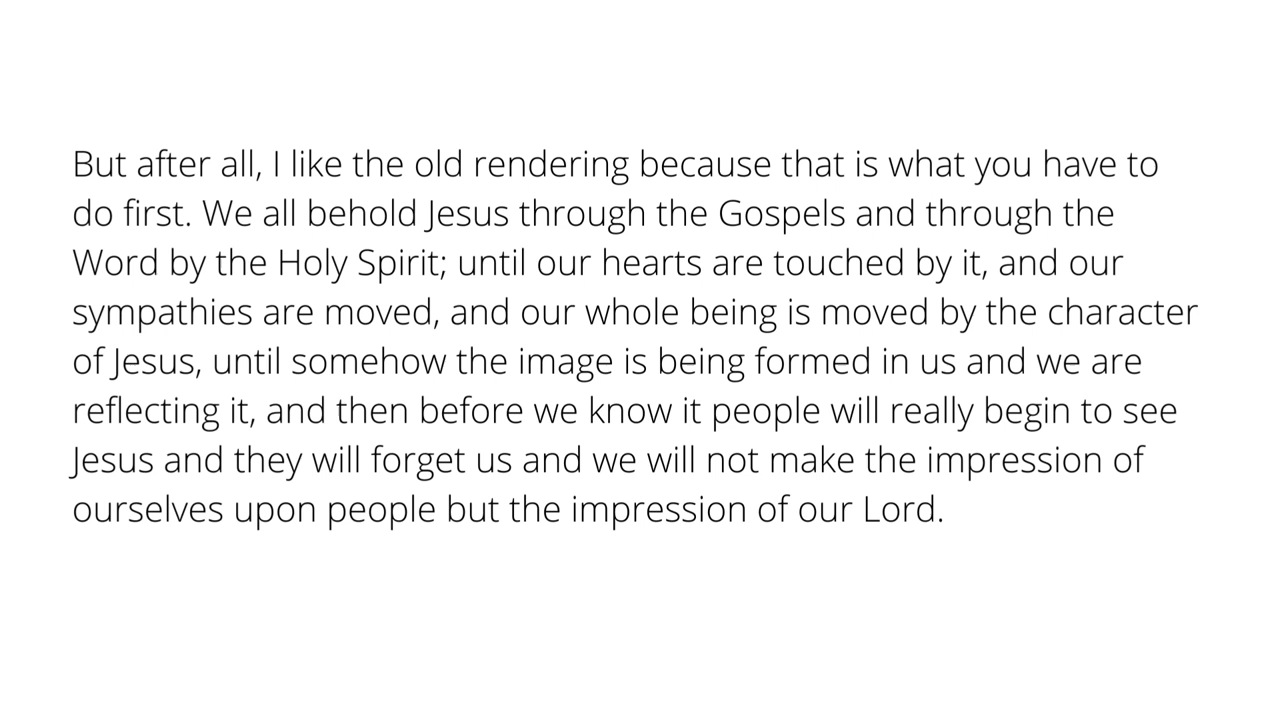 But after all, I like the old rendering because that is what you have to
do first. We all behold Jesus through the Gospels and through the
Word by the Holy Spirit; until our hearts are touched by it, and our
sympathies are moved, and our whole being is moved by the character
of Jesus, until somehow the image is being formed in us and we are
reflecting it, and then before we know it people will really begin to see
Jesus and they will forget us and we will not make the impression of
ourselves upon people but the impression of our Lord.